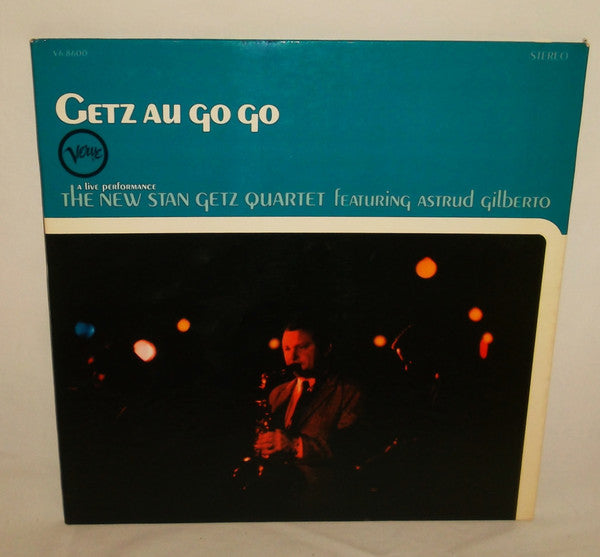 V6 8600
STEREO
GETZ AU GO GO
Verve
a live performance
THE NEW STAN GETZ QUARTET featuring astrud gilberto